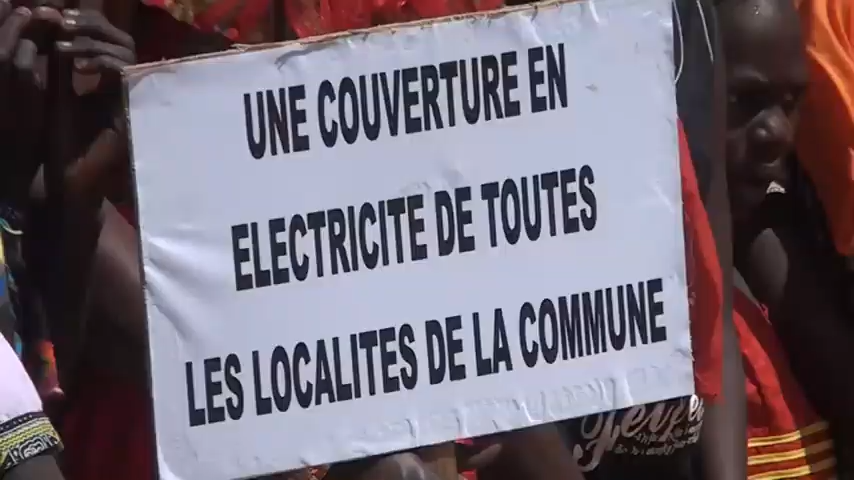 UNE COUVERTURE EN
ELECTRICITE DE TOUTES
LES LOCALITES DE LA COMMUNE